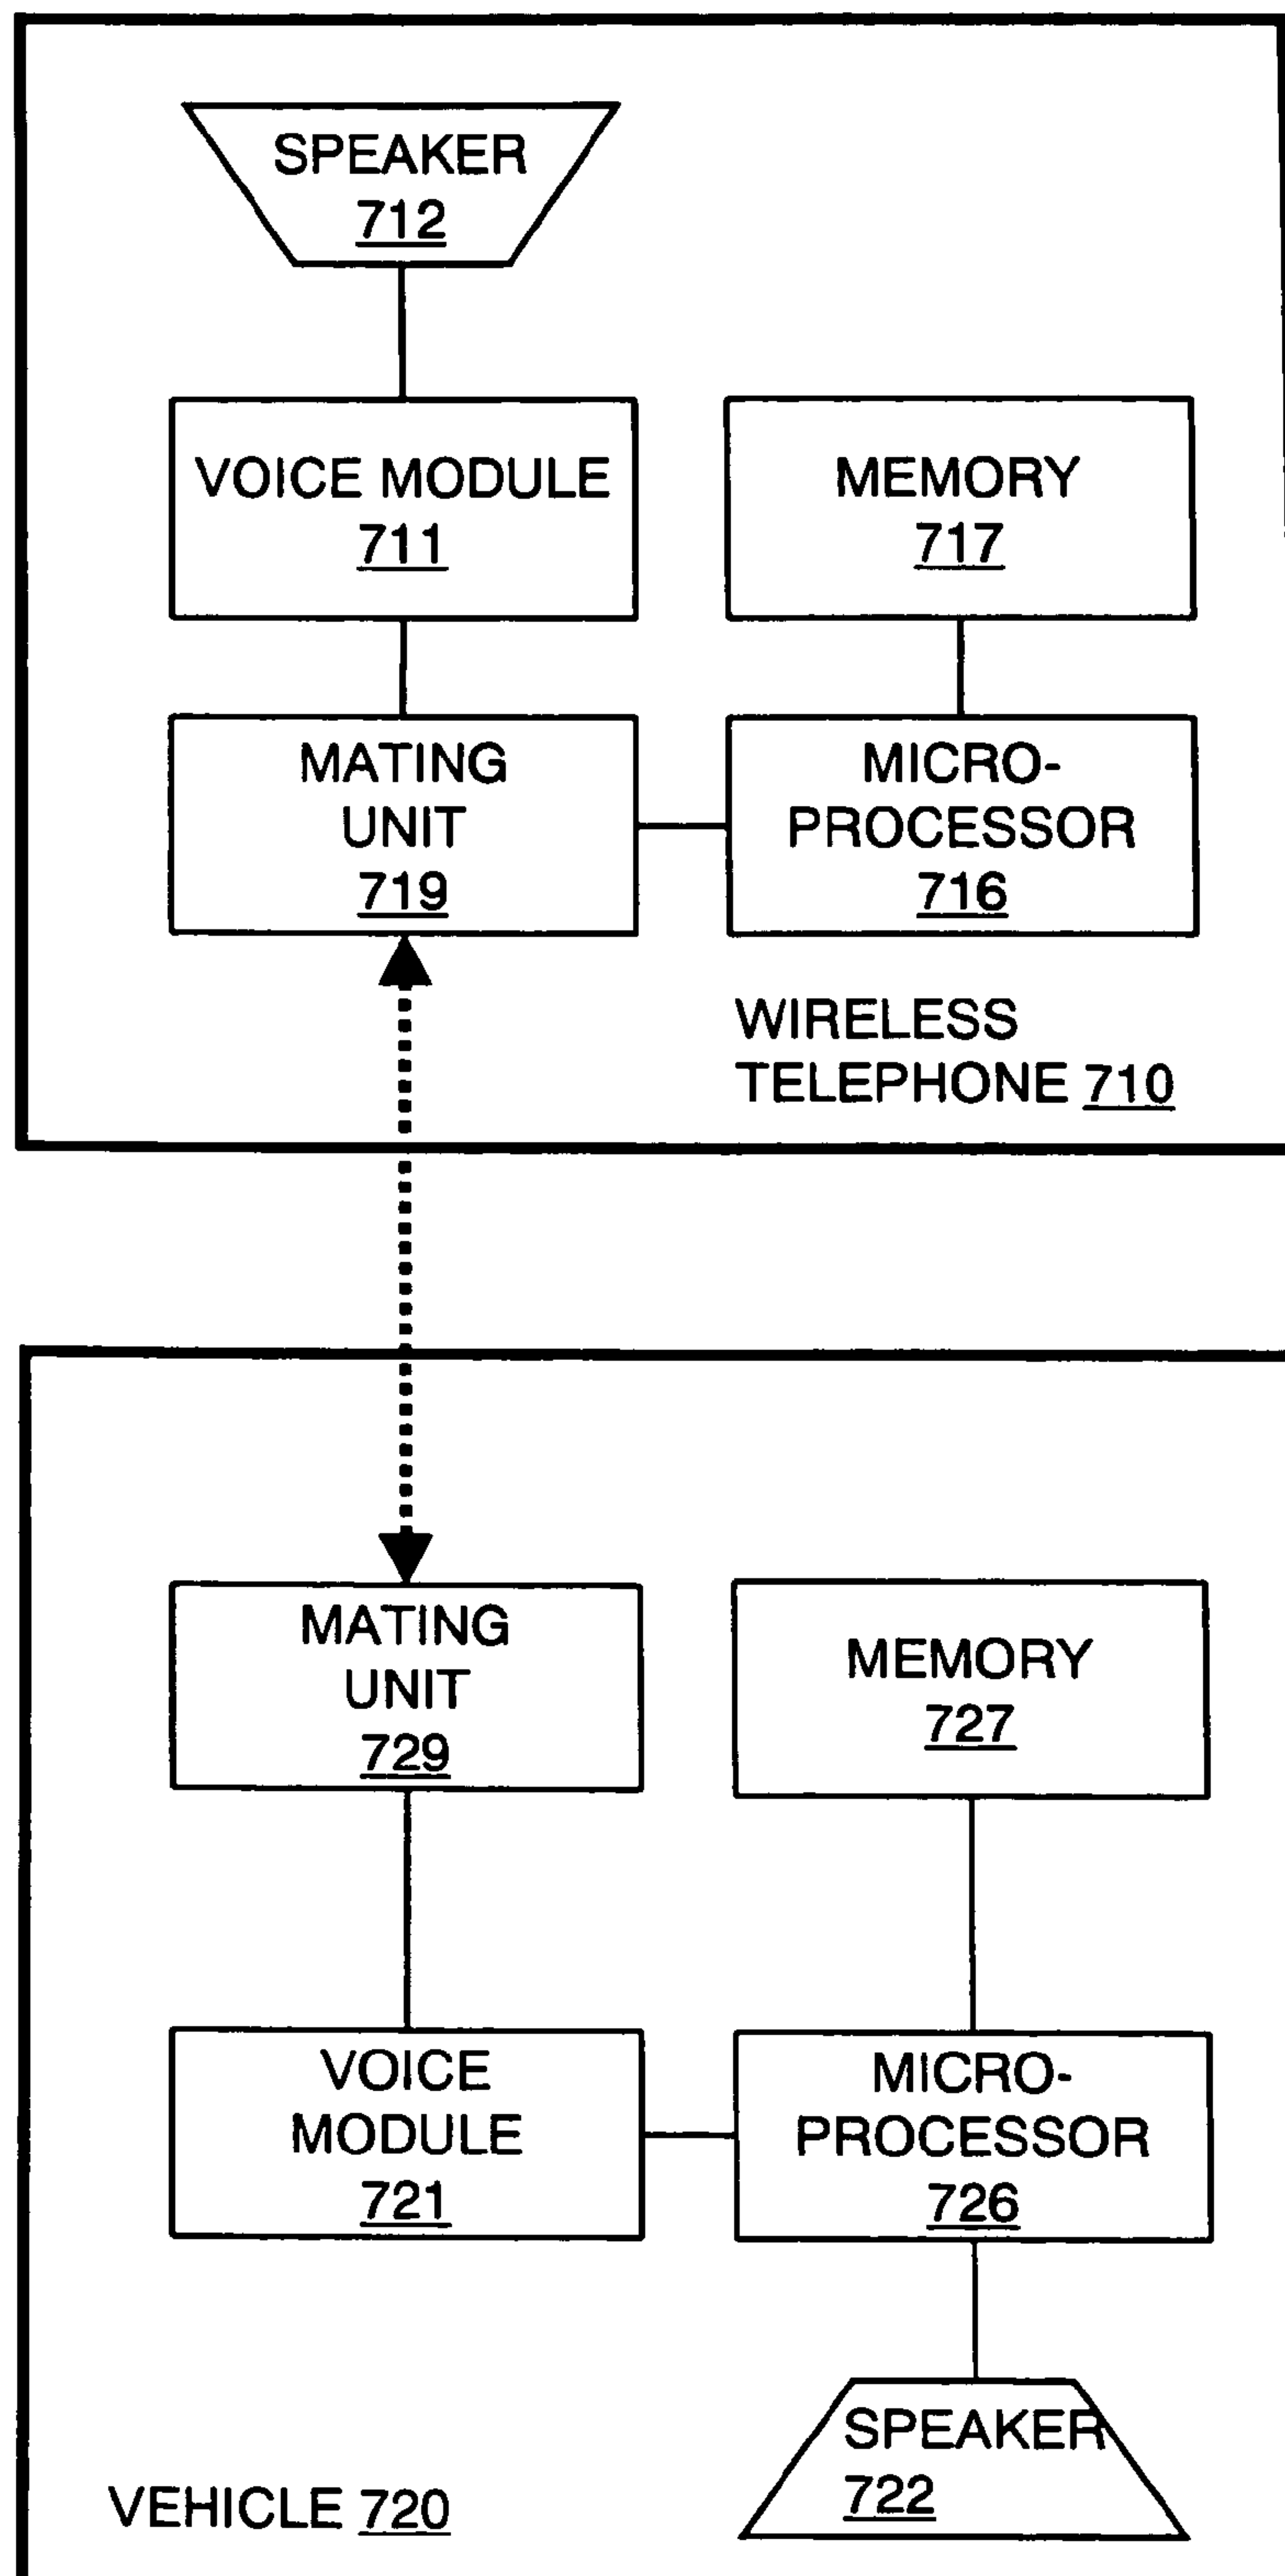 SPEAKER
712
VOICE MODULE
711
MEMORY
717
MATING
UNIT
719
MICRO-
PROCESSOR
716
WIRELESS
TELEPHONE 710
MATING
UNIT
729
MEMORY
727
VOICE
MODULE
721
MICRO-
PROCESSOR
726
SPEAKER
722
VEHICLE 720